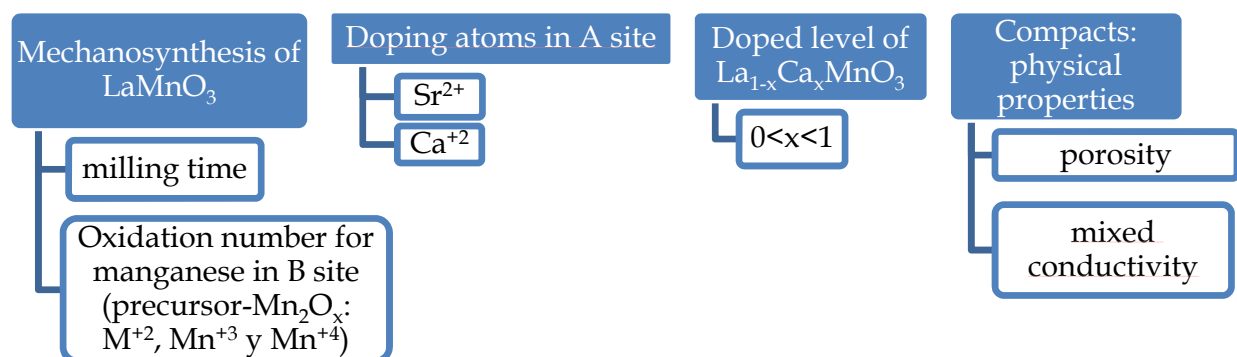 Mechanosynthesis of
LaMnO₃
milling time
Oxidation number for
manganese in B site
(precursor-Mn₂Oₓ:
M⁺², Mn⁺³ y Mn⁺⁴)
Doping atoms in A site
Sr²⁺
Ca⁺²
Doped level of
La₁₋ₓCaₓMnO₃
0<x<1
Compacts:
physical
properties
porosity
mixed
conductivity